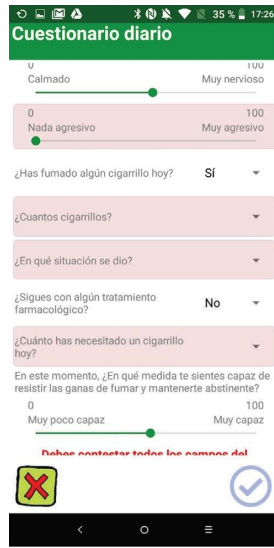 35 % 17:26
Cuestionario diario
0 100
Calmado Muy nervioso
0 100
Nada agresivo Muy agresivo
¿Has fumado algún cigarrillo hoy? Sí
¿Cuantos cigarrillos?
¿En qué situación se dio?
¿Sigues con algún tratamiento
farmacológico? No
¿Cuánto has necesitado un cigarrillo
hoy?
En este momento, ¿En qué medida te sientes capaz de
resistir las ganas de fumar y mantenerte abstinente?
0 100
Muy poco capaz Muy capaz
Debes contestar todos los campos del